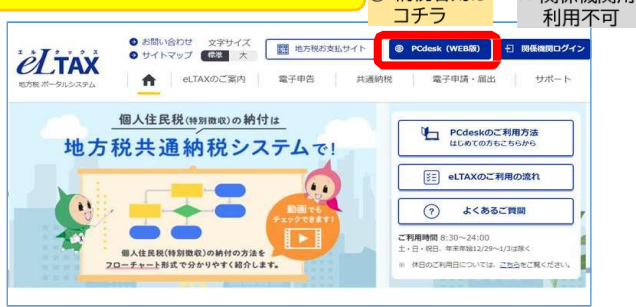 コチラ
利用不可
お問い合わせ 文字サイズ
サイトマップ 標準 大
地方税お支払サイト
PCdesk (WEB版)
関係機関ログイン
エルタックス
eLTAX
地方税 ポータルシステム
eLTAXのご案内 電子申告 共通納税 電子申請・届出 サポート
個人住民税(特別徴収)の納付は
地方税共通納税システムで!
動画でも
チェックできます!
個人住民税(特別徴収)の納付の方法を
フローチャート形式で分かりやすく紹介します。
PCdeskのご利用方法
はじめての方もこちらから
eLTAXのご利用の流れ
よくあるご質問
ご利用時間 8:30～24:00
土・日・祝日、年末年始12/29～1/3は除く
※ 休日のご利用日については、こちらをご覧ください。